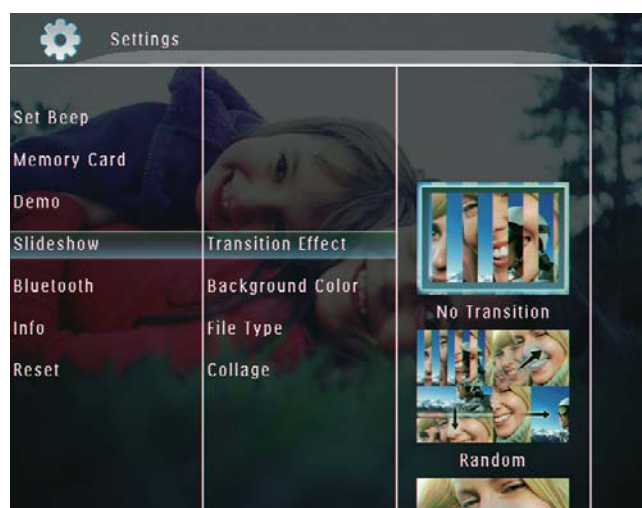 Settings
Set Beep
Memory Card
Demo
Slideshow
Bluetooth
Info
Reset
Transition Effect
Background Color
File Type
Collage
No Transition
Random